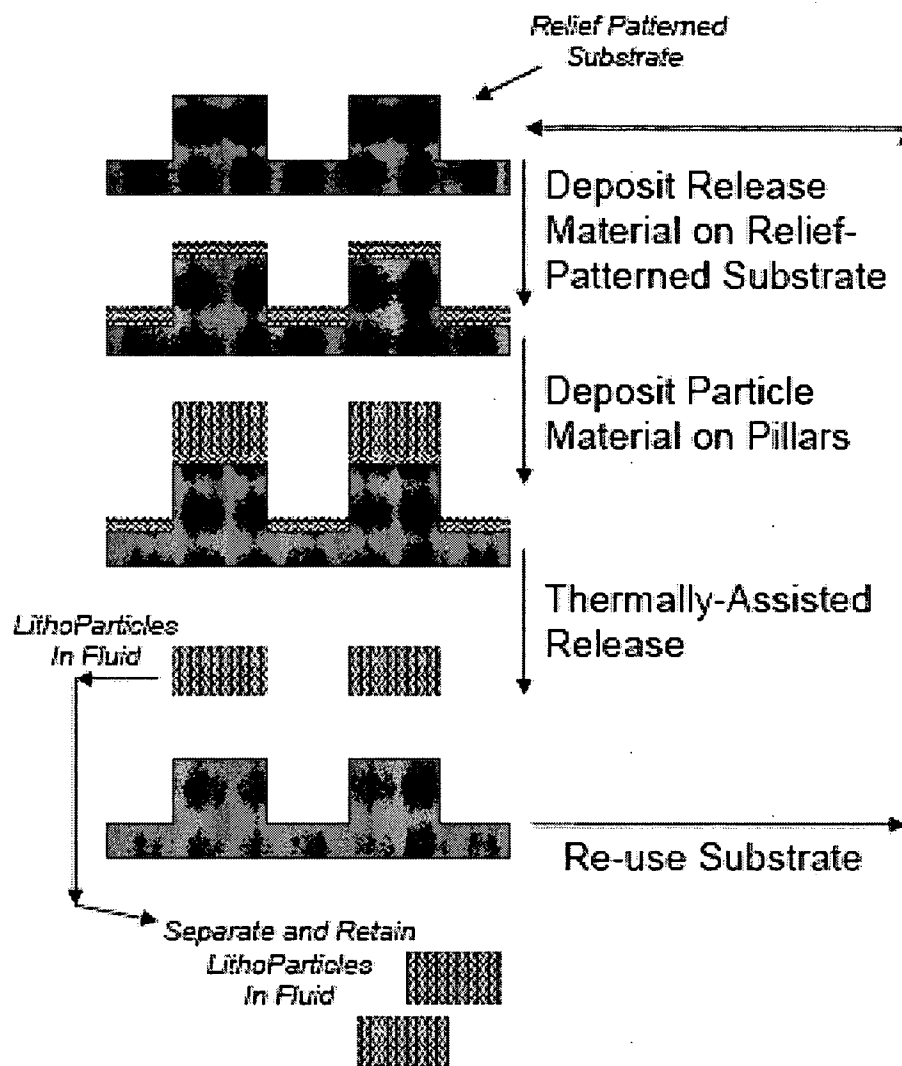 Relief Patterned
Substrate
Deposit Release
Material on Relief-
Patterned Substrate
Deposit Particle
Material on Pillars
Thermally-Assisted
Release
LithoParticles
In Fluid
Re-use Substrate
Separate and Retain
LithoParticles
In Fluid